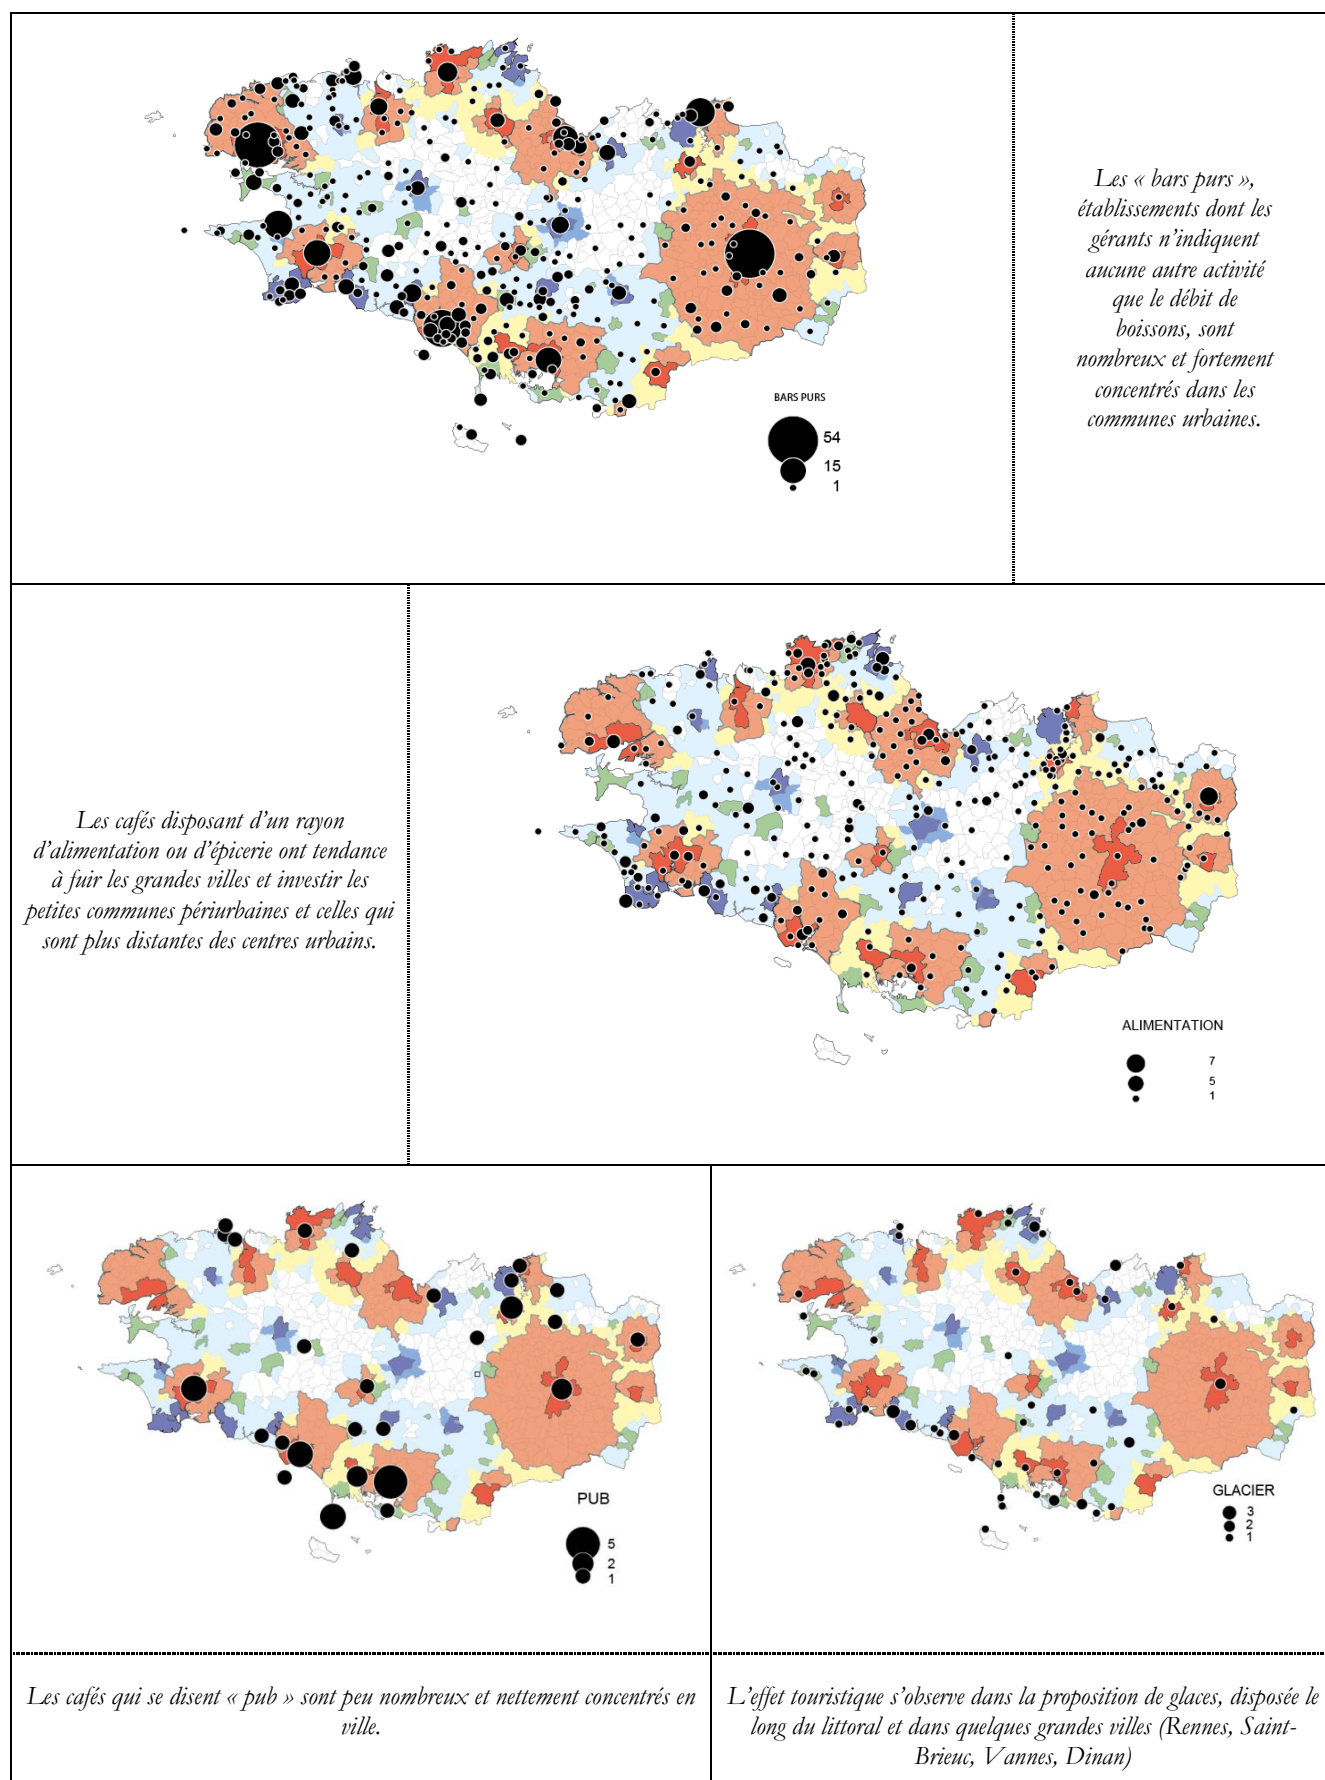 Les « bars purs »,
établissements dont les
gérants n'indiquent
aucune autre activité
que le débit de
boissons, sont
nombreux et fortement
concentrés dans les
communes urbaines.
BARS PURS
54
15
1
Les cafés disposant d'un rayon
d'alimentation ou d'épicerie ont tendance
à fuir les grandes villes et investir les
petites communes périurbaines et celles qui
sont plus distantes des centres urbains.
ALIMENTATION
7
5
1
PUB
5
2
1
GLACIER
3
2
1
Les cafés qui se disent « pub » sont peu nombreux et nettement concentrés en
ville.
L'effet touristique s'observe dans la proposition de glaces, disposée le
long du littoral et dans quelques grandes villes (Rennes, Saint-
Brieuc, Vannes, Dinan)